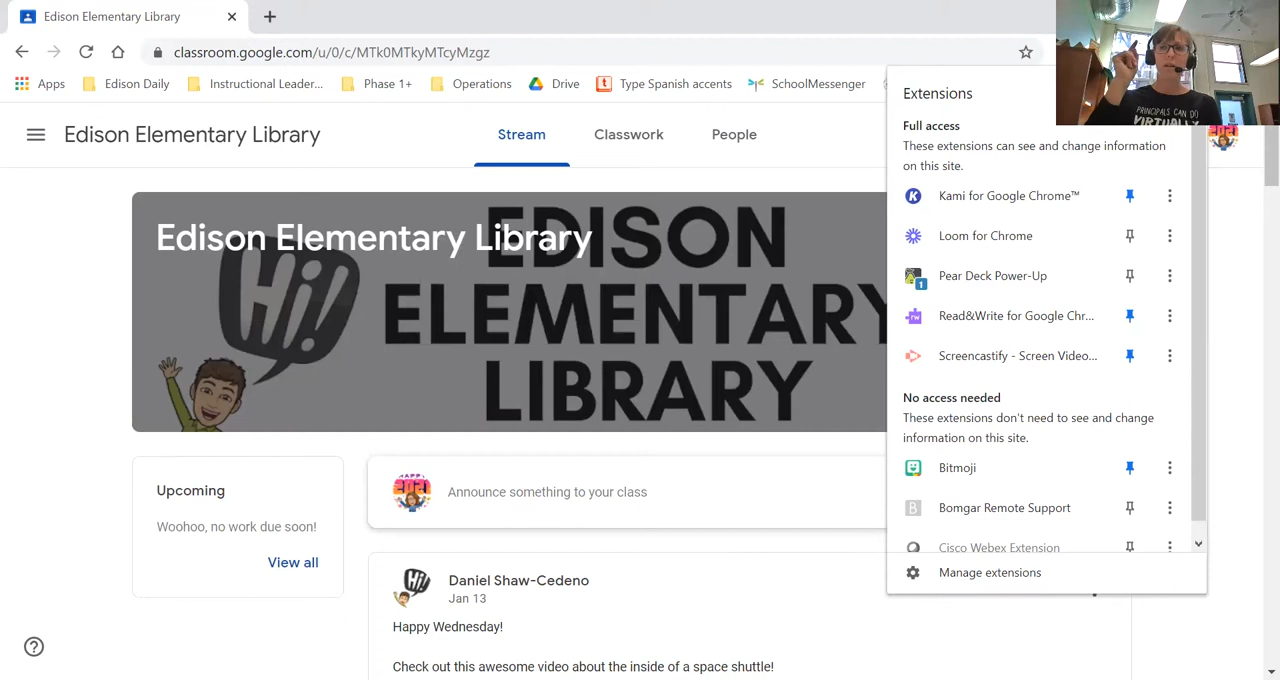 Edison Elementary Library
classroom.google.com/u/0/c/MTk0MTkyMTcyMzgz
Apps
Edison Daily
Instructional Leader...
Phase 1+
Operations
Drive
Type Spanish accents
SchoolMessenger
PRINCIPALS CAN DO
VIRTUALLY
Edison Elementary Library
Stream
Classwork
People
Edison Elementary Library
Hi!
EDISON
ELEMENTARY
LIBRARY
Upcoming
Woohoo, no work due soon!
View all
Announce something to your class
Hi!
Daniel Shaw-Cedeno
Jan 13
Happy Wednesday!
Check out this awesome video about the inside of a space shuttle!
Extensions
Full access
These extensions can see and change information
on this site.
Kami for Google Chrome™
Loom for Chrome
Pear Deck Power-Up
1
Read&Write for Google Chr...
Screencastify - Screen Video...
No access needed
These extensions don't need to see and change
information on this site.
Bitmoji
Bomgar Remote Support
Cisco Webex Extension
Manage extensions